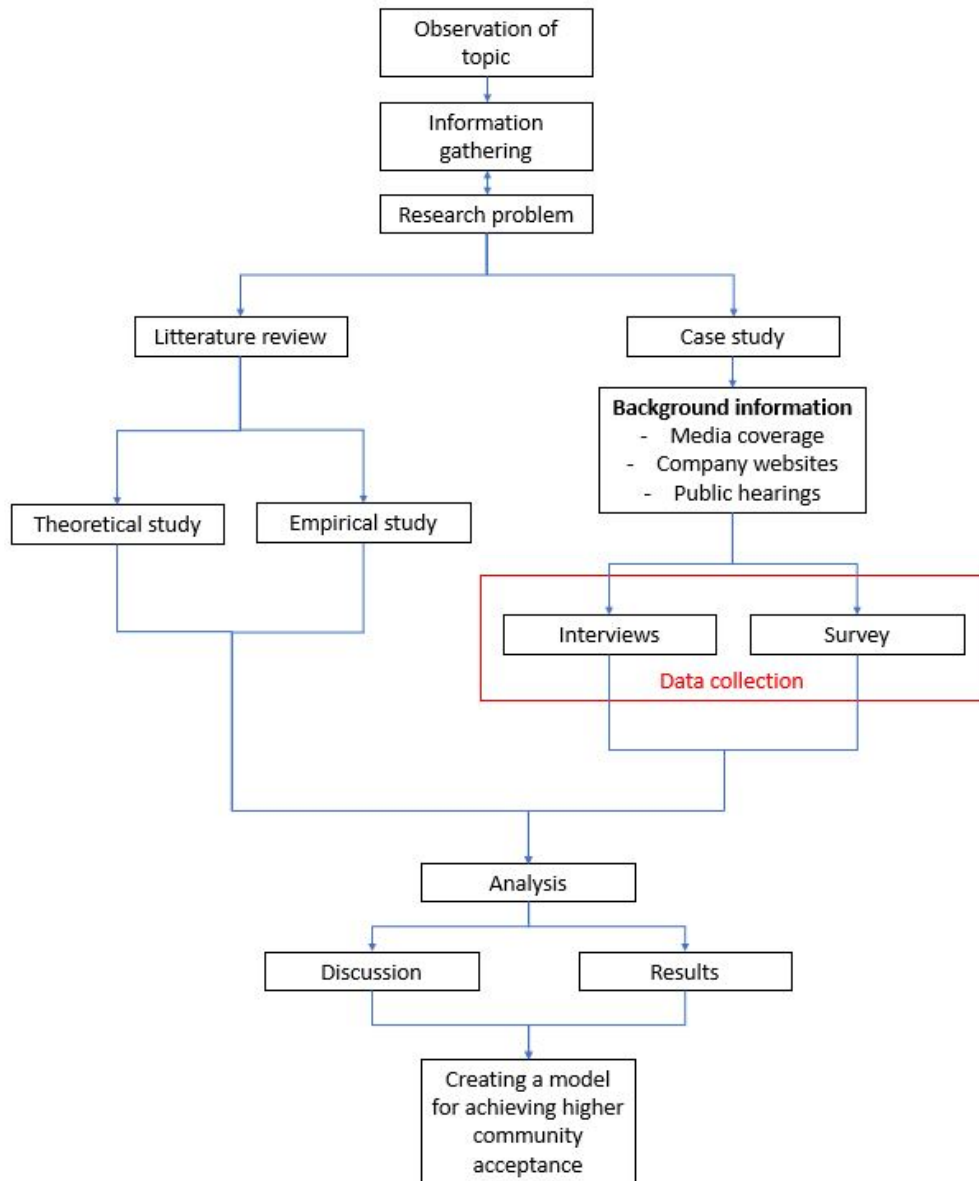 Observation of
topic
Information
gathering
Research problem
Litterature review
Case study
Background information
- Media coverage
- Company websites
- Public hearings
Theoretical study
Empirical study
Interviews
Survey
Data collection
Analysis
Discussion
Results
Creating a model
for achieving higher
community
acceptance